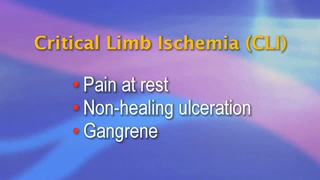 Critical Limb Ischemia (CLI)
• Pain at rest
• Non-healing ulceration
• Gangrene